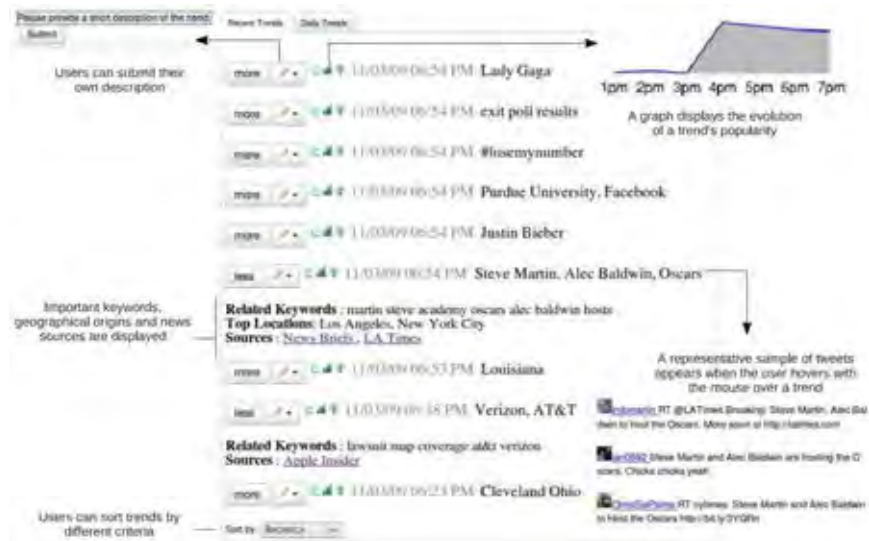 Please provide a short description of the trend:
Submit
Recent Trends Daily Trends
Users can submit their
own description
more 11/03/09 06:54 PM Lady Gaga
more 11/03/09 06:54 PM exit poll results
more 11/03/09 06:54 PM #losemynumber
more 11/03/09 06:54 PM Purdue University, Facebook
more 11/03/09 06:54 PM Justin Bieber
less 11/03/09 06:54 PM Steve Martin, Alec Baldwin, Oscars
Related Keywords : martin steve academy oscars alec baldwin hosts
Top Locations: Los Angeles, New York City
Sources : News Briefs , LA Times
more 11/03/09 06:53 PM Louisiana
less 11/03/09 06:38 PM Verizon, AT&T
Related Keywords : lawsuit map coverage at&t verizon
Sources : Apple Insider
more 11/03/09 06:23 PM Cleveland Ohio
Sort by
Important keywords,
geographical origins and news
sources are displayed
Users can sort trends by
different criteria
1pm 2pm 3pm 4pm 5pm 6pm 7pm
A graph displays the evolution
of a trend's popularity
A representative sample of tweets
appears when the user hovers with
the mouse over a trend
RT @LATimes Breaking: Steve Martin, Alec Bal
dwin to host the Oscars. More soon at http://latimes.com
Steve Martin and Alec Baldwin are hosting the O
scars. Chicka chicka yeah
RT nytimes: Steve Martin and Alec Baldwin
to Host the Oscars